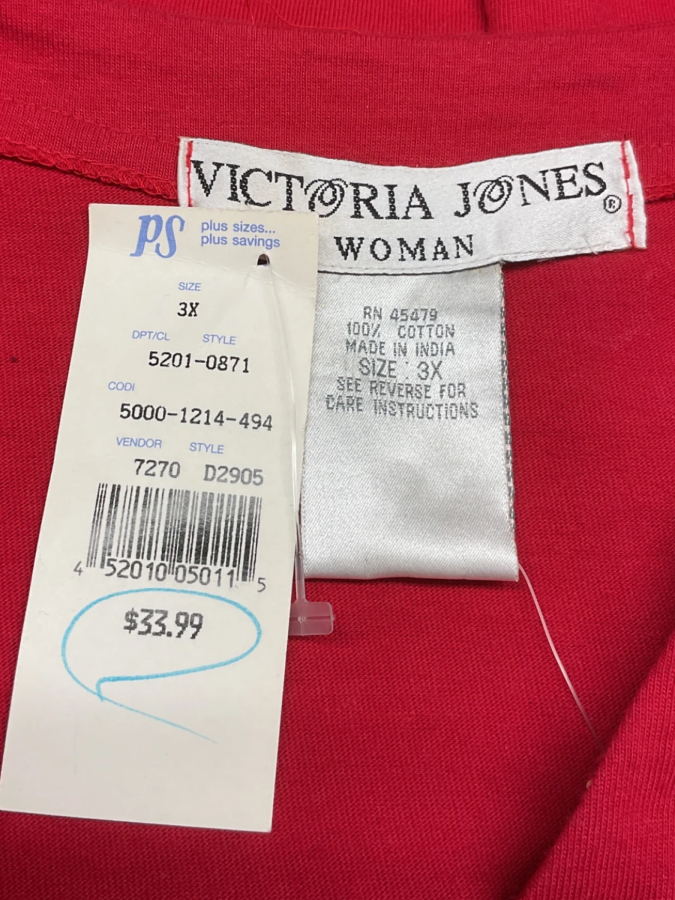 VICTORIA JONES®
WOMAN
RN 45479
100% COTTON
MADE IN INDIA
SIZE : 3X
SEE REVERSE FOR
CARE INSTRUCTIONS
PS plus sizes...
plus savings
SIZE
3X
DPT/CL STYLE
5201-0871
CODI
5000-1214-494
VENDOR STYLE
7270 D2905
4 52010 05011 5
$33.99